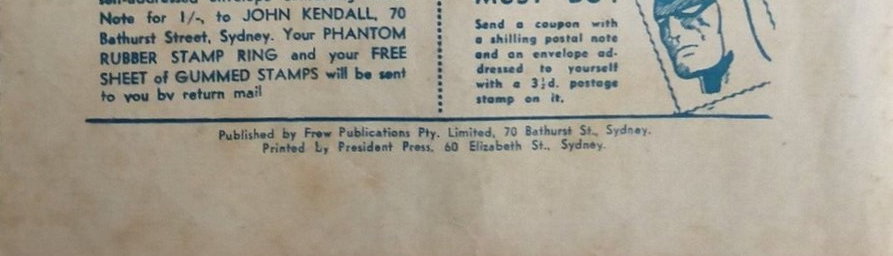 Note for 1/-, to JOHN KENDALL, 70
Bathurst Street, Sydney. Your PHANTOM
RUBBER STAMP RING and your FREE
SHEET of GUMMED STAMPS will be sent
to you by return mail
Send a coupon with
a shilling postal note
and an envelope ad-
dressed to yourself
with a 3½d. postage
stamp on it.
Published by Frew Publications Pty. Limited, 70 Bathurst St., Sydney.
Printed by President Press, 60 Elizabeth St., Sydney.